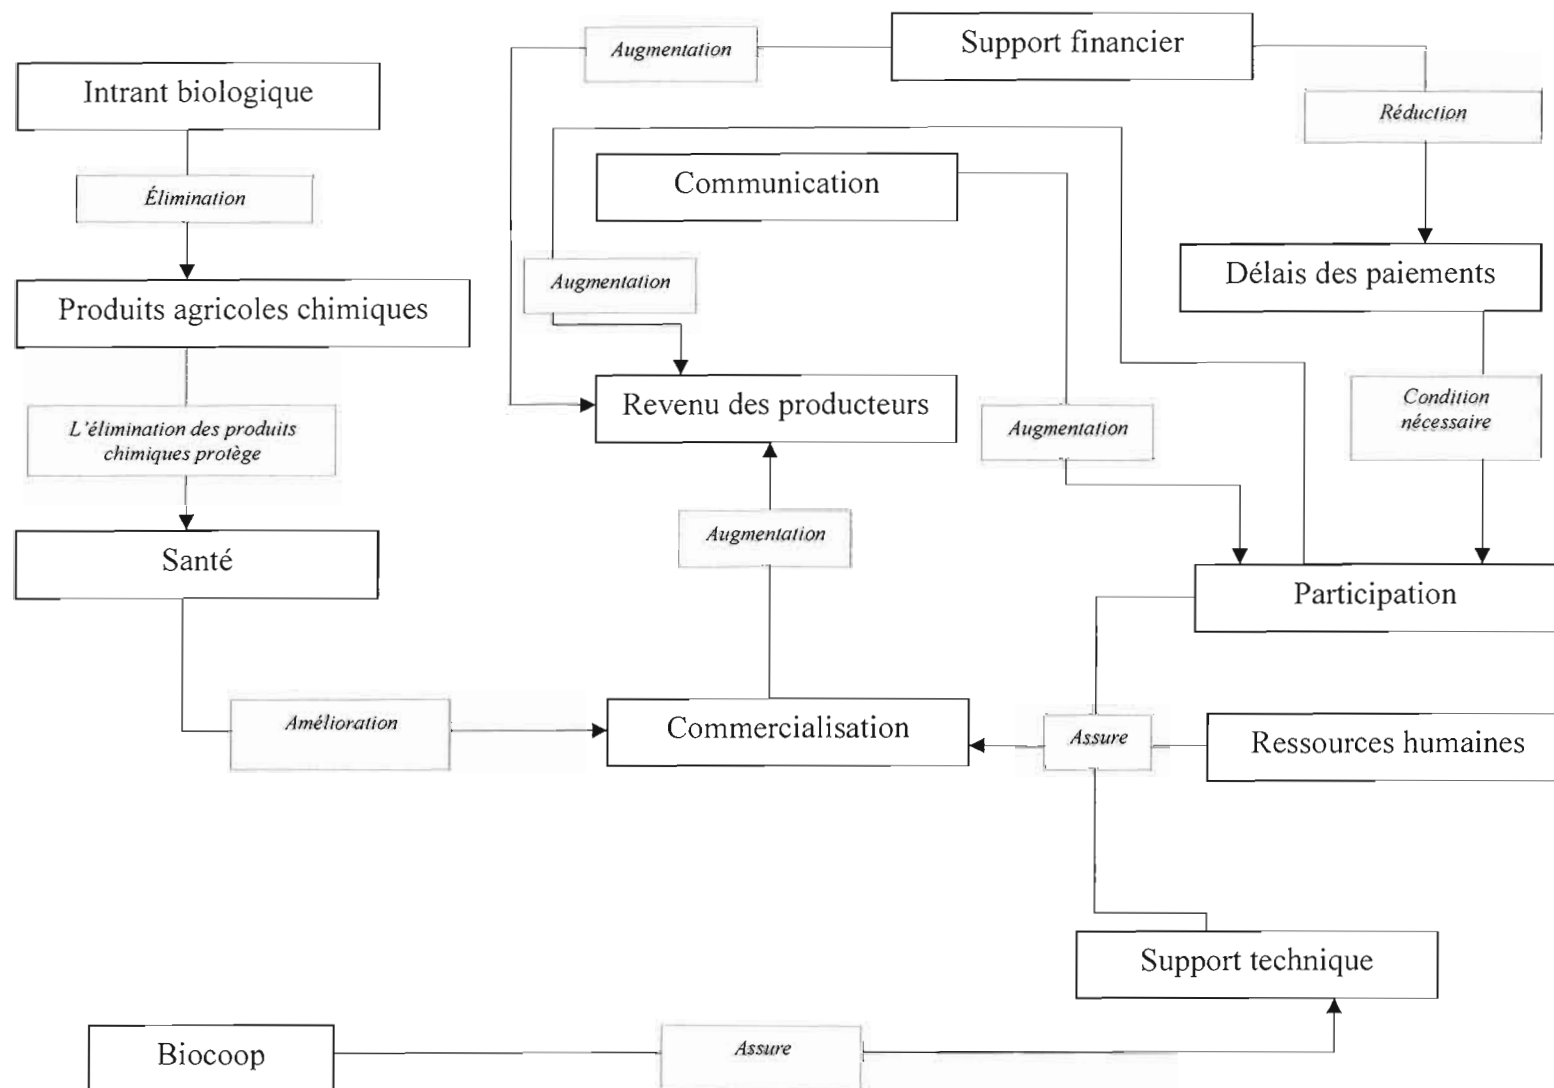 Augmentation
Support financier
Intrant biologique
Réduction
Communication
Élimination
Augmentation
Délais des paiements
Produits agricoles chimiques
Revenu des producteurs
Augmentation
Condition
nécessaire
L'élimination des produits
chimiques protège
Augmentation
Santé
Participation
Amélioration
Commercialisation
Assure
Ressources humaines
Support technique
Biocoop
Assure